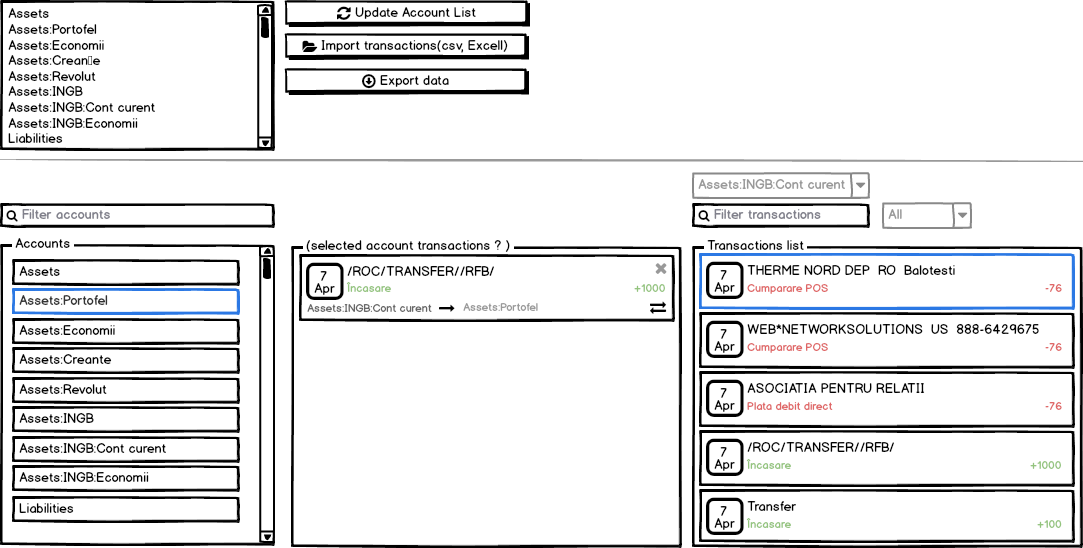 Assets
Assets:Portofel
Assets:Economii
Assets:Crean▯e
Assets:Revolut
Assets:INGB
Assets:INGB:Cont curent
Assets:INGB:Economii
Liabilities
Update Account List
Import transactions(csv, Excell)
Export data
Assets:INGB:Cont curent
Filter accounts
Filter transactions
All
Accounts
Assets
Assets:Portofel
Assets:Economii
Assets:Creante
Assets:Revolut
Assets:INGB
Assets:INGB:Cont curent
Assets:INGB:Economii
Liabilities
(selected account transactions ? )
7
Apr
/ROC/TRANSFER//RFB/
Încasare
+1000
Assets:INGB:Cont curent
Assets:Portofel
Transactions list
7
Apr
THERME NORD DEP RO Balotesti
Cumparare POS
-76
7
Apr
WEB*NETWORKSOLUTIONS US 888-6429675
Cumparare POS
-76
7
Apr
ASOCIATIA PENTRU RELATII
Plata debit direct
-76
7
Apr
/ROC/TRANSFER//RFB/
Încasare
+1000
7
Apr
Transfer
Încasare
+100